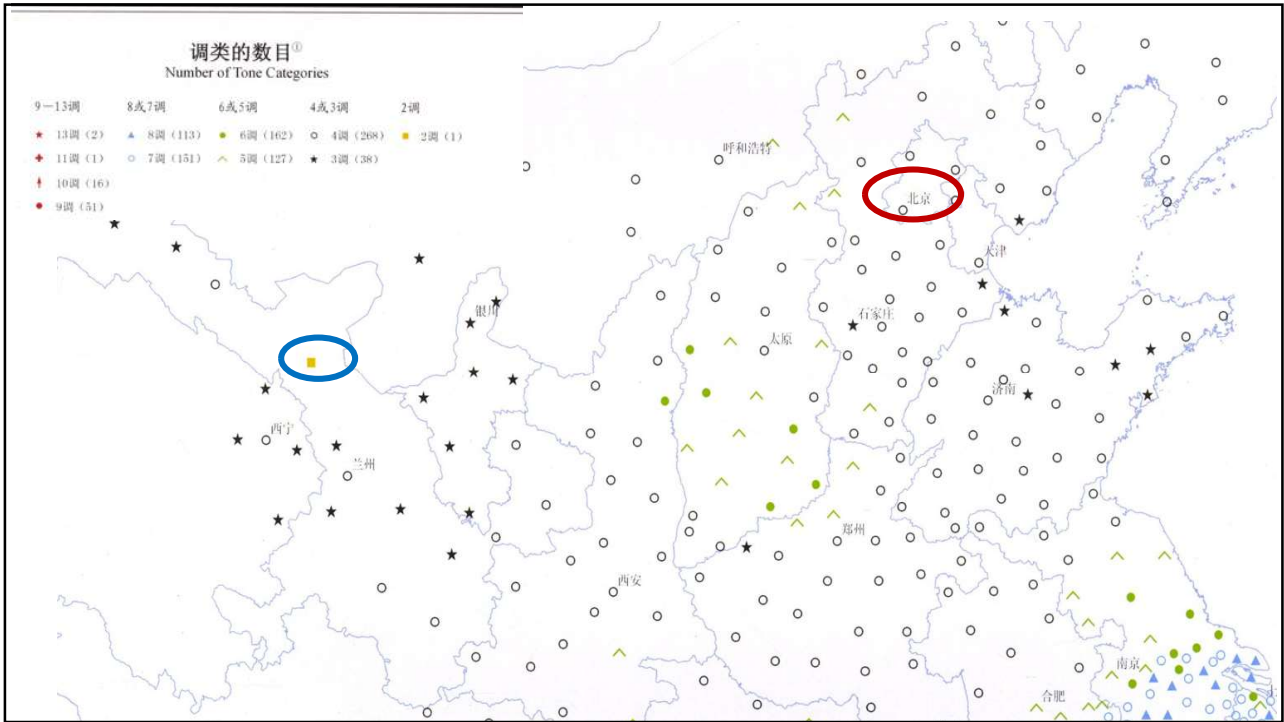 调类的数目①
Number of Tone Categories
9－13调 8或7调 6或5调 4或3调 2调
13调（2） 8调（113） 6调（162） 4调（268） 2调（1）
11调（1） 7调（151） 5调（127） 3调（38）
10调（16）
9调（51）
呼和浩特
北京
天津
银川
石家庄
太原
济南
西宁
兰州
郑州
西安
南京
合肥